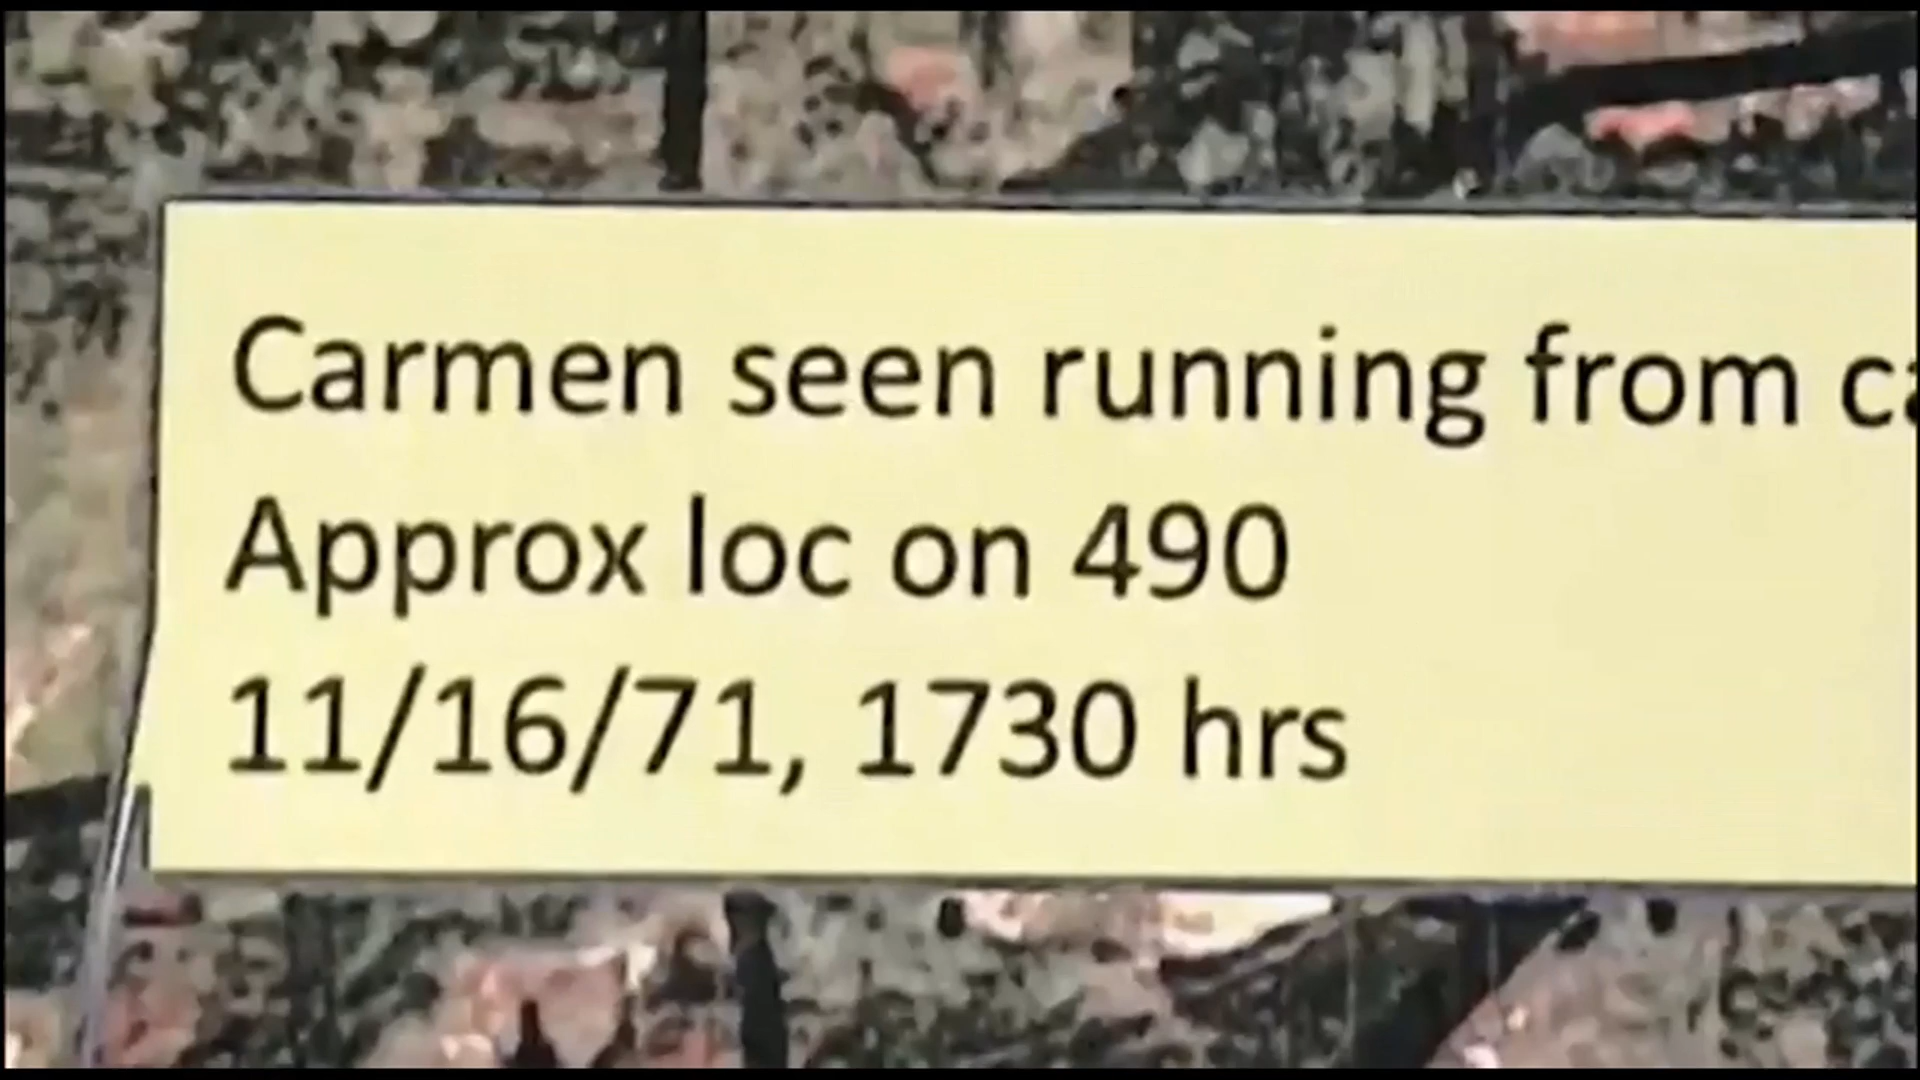 Carmen seen running from
Approx loc on 490
11/16/71, 1730 hrs